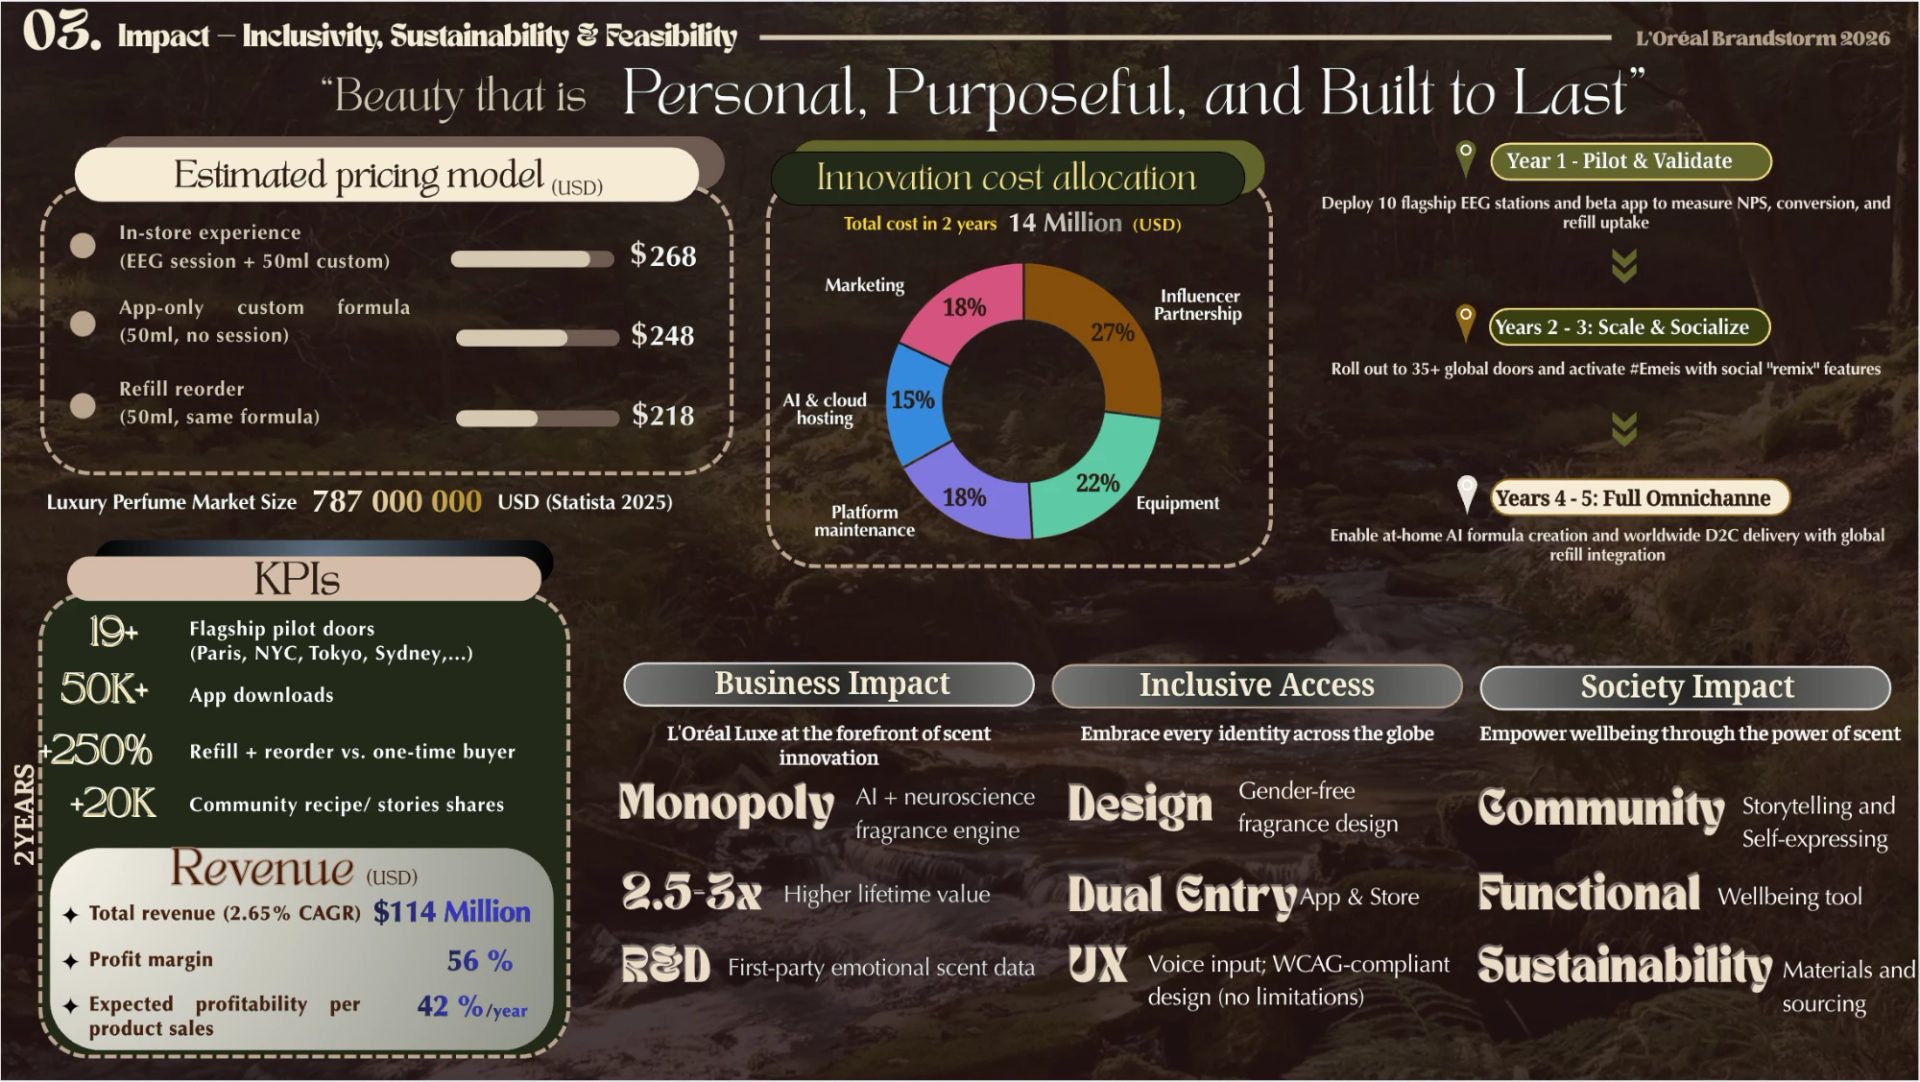 03. Impact – Inclusivity, Sustainability & Feasibility
L'Oréal Brandstorm 2026
“Beauty that is Personal, Purposeful, and Built to Last”
Estimated pricing model (USD)
In-store experience
(EEG session + 50ml custom)
$268
App-only custom formula
(50ml, no session)
$248
Refill reorder
(50ml, same formula)
$218
Luxury Perfume Market Size 787 000 000 USD (Statista 2025)
Innovation cost allocation
Total cost in 2 years 14 Million (USD)
Marketing
18%
Influencer
Partnership
27%
AI & cloud
hosting
15%
Platform
maintenance
18%
22%
Equipment
Year 1 - Pilot & Validate
Deploy 10 flagship EEG stations and beta app to measure NPS, conversion, and
refill uptake
Years 2 - 3: Scale & Socialize
Roll out to 35+ global doors and activate #Emeis with social "remix" features
Years 4 - 5: Full Omnichanne
Enable at-home AI formula creation and worldwide D2C delivery with global
refill integration
KPIs
2YEARS
19+
Flagship pilot doors
(Paris, NYC, Tokyo, Sydney,...)
50K+
App downloads
+250%
Refill + reorder vs. one-time buyer
+20K
Community recipe/ stories shares
Revenue (USD)
Total revenue (2.65% CAGR) $114 Million
Profit margin 56 %
Expected profitability per
product sales
42 %/year
Business Impact
L'Oréal Luxe at the forefront of scent
innovation
Monopoly
AI + neuroscience
fragrance engine
2.5-3x Higher lifetime value
R&D First-party emotional scent data
Inclusive Access
Embrace every identity across the globe
Design
Gender-free
fragrance design
Dual Entry App & Store
UX
Voice input; WCAG-compliant
design (no limitations)
Society Impact
Empower wellbeing through the power of scent
Community
Storytelling and
Self-expressing
Functional Wellbeing tool
Sustainability
Materials and
sourcing